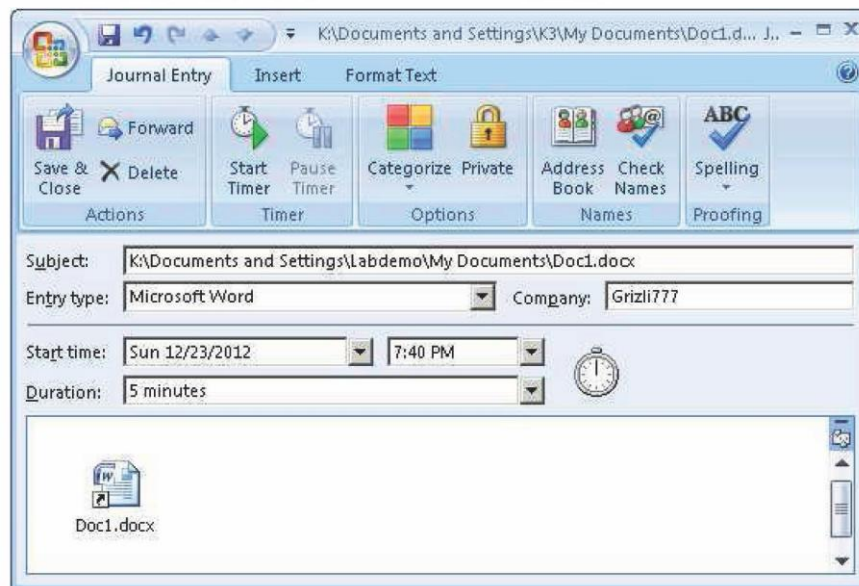 K:\Documents and Settings\K3\My Documents\Doc1.d... J..
Journal Entry Insert Format Text
Save & Close
Forward
Delete
Actions
Start Timer
Pause Timer
Timer
Categorize
Private
Options
Address Book
Check Names
Names
ABC
Spelling
Proofing
Subject: K:\Documents and Settings\Labdemo\My Documents\Doc1.docx
Entry type: Microsoft Word Company: Grizli777
Start time: Sun 12/23/2012 7:40 PM
Duration: 5 minutes
Doc1.docx